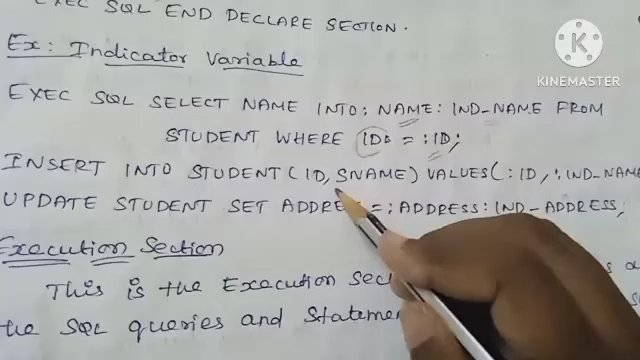 EXEC SQL END DECLARE SECTION.
Ex: Indicator Variable
EXEC SQL SELECT NAME INTO: NAME: IND-NAME FROM
STUDENT WHERE ID: = :ID;
INSERT INTO STUDENT (ID, SNAME) VALUES(:ID, :IND-NAME
UPDATE STUDENT SET ADDRE = : ADDRESS: IND-ADDRESS;
Execution Section
This is the Execution Sec
the SQL queries and Stateme
K
KINEMASTER